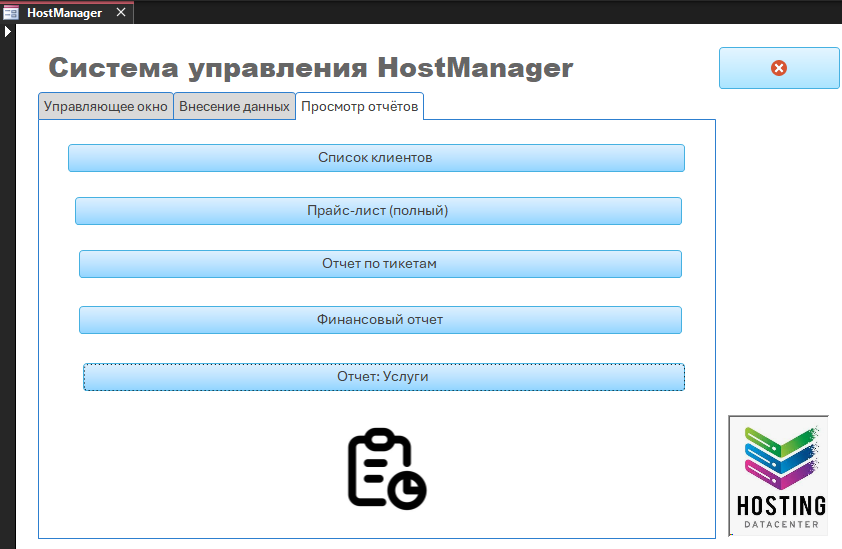 HostManager
Система управления HostManager
Управляющее окно Внесение данных Просмотр отчётов
Список клиентов
Прайс-лист (полный)
Отчет по тикетам
Финансовый отчет
Отчет: Услуги
HOSTING
DATACENTER